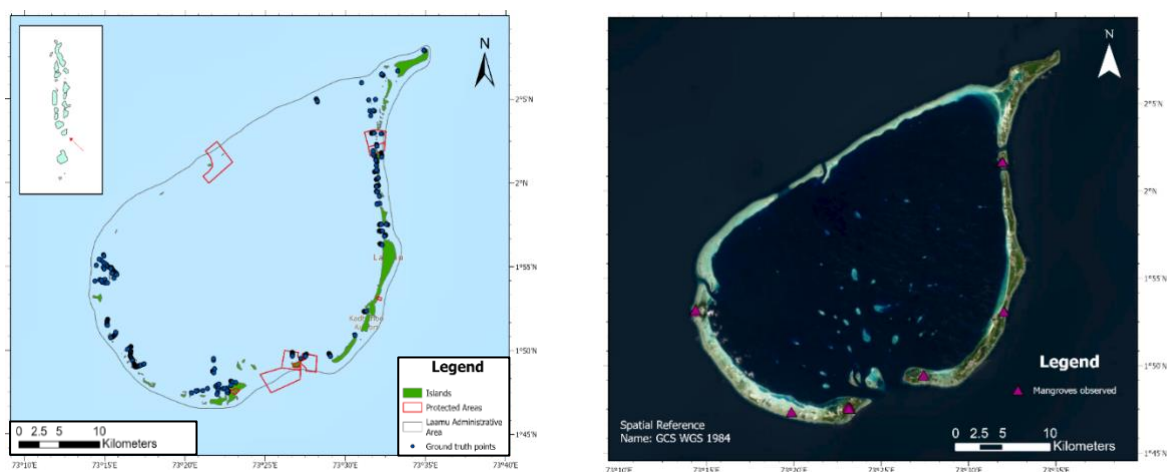 N
2°5'N
2°0'N
1°55'N
1°50'N
1°45'N
73°10'E 73°15'E 73°20'E 73°25'E 73°30'E 73°35'E 73°40'E
Legend
Islands
Protected Areas
Laamu Administrative
Area
Ground truth points
0 2.5 5 10
Kilometers
Airport
N
2°5'N
2°0'N
1°55'N
1°50'N
1°45'N
73°10'E 73°15'E 73°20'E 73°25'E 73°30'E 73°35'E
Legend
Mangroves observed
Spatial Reference
Name: GCS WGS 1984
0 2.5 5 10
Kilometers